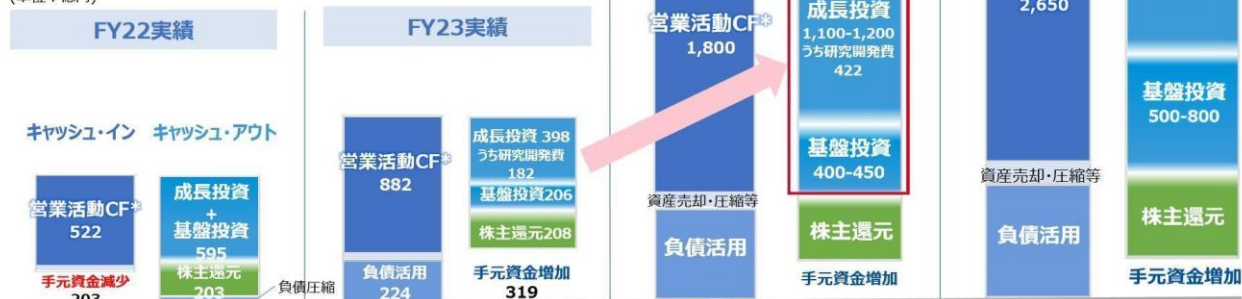 (単位：億円)
FY22実績
キャッシュ・イン
キャッシュ・アウト
営業活動CF*
522
手元資金減少
203
成長投資
+
基盤投資
595
株主還元
203
負債圧縮
FY23実績
営業活動CF*
882
負債活用
224
成長投資 398
うち研究開発費
182
基盤投資206
株主還元208
手元資金増加
319
営業活動CF*
1,800
資産売却・圧縮等
負債活用
成長投資
1,100-1,200
うち研究開発費
422
基盤投資
400-450
株主還元
手元資金増加
2,650
資産売却・圧縮等
負債活用
基盤投資
500-800
株主還元
手元資金増加